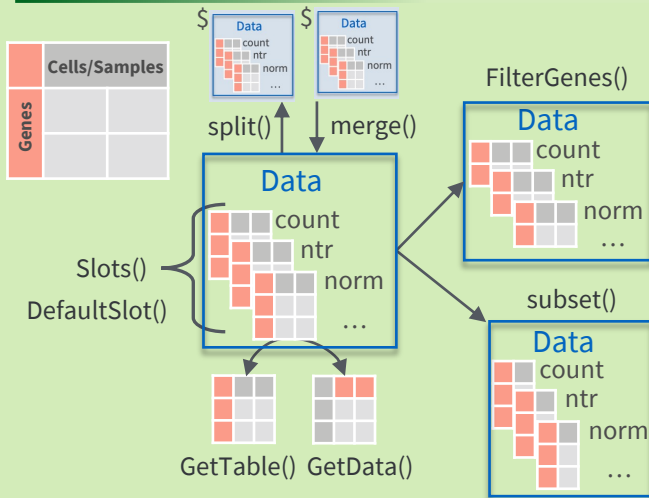 $
Data
count
ntr
norm
...
$
Data
count
ntr
norm
...
Cells/Samples
Genes
split()
merge()
FilterGenes()
Data
count
ntr
norm
...
Data
count
ntr
norm
...
Slots()
DefaultSlot()
subset()
Data
count
ntr
norm
...
GetTable()
GetData()